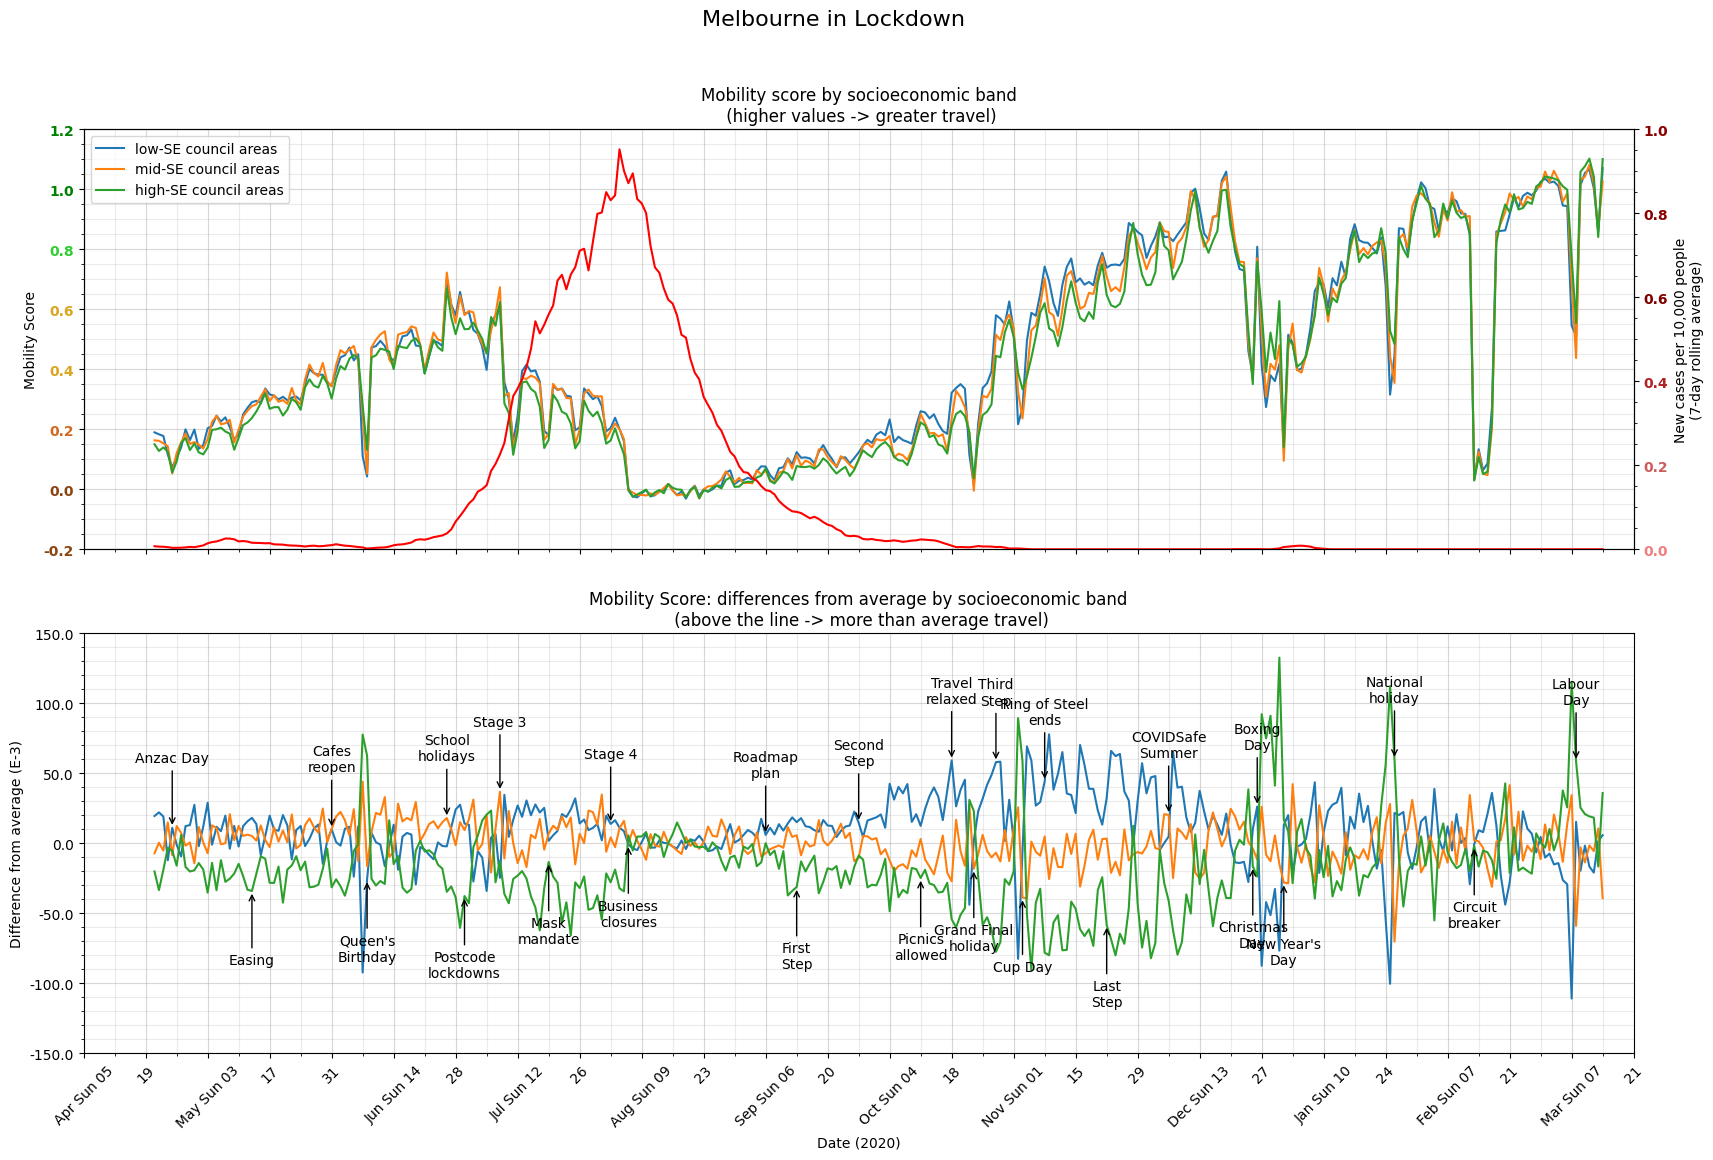 Melbourne in Lockdown
Mobility score by socioeconomic band
(higher values -> greater travel)
low-SE council areas
mid-SE council areas
high-SE council areas
Mobility Score
1.2
1.0
0.8
0.6
0.4
0.2
0.0
-0.2
1.0
0.8
0.6
0.4
0.2
0.0
New cases per 10,000 people
(7-day rolling average)
Mobility Score: differences from average by socioeconomic band
(above the line -> more than average travel)
Difference from average (E-3)
150.0
100.0
50.0
0.0
-50.0
-100.0
-150.0
Anzac Day
Easing
Cafes
reopen
Queen's
Birthday
School
holidays
Postcode
lockdowns
Stage 3
Mask
mandate
Stage 4
Business
closures
Roadmap
plan
First
Step
Second
Step
Picnics
allowed
Travel
relaxed
Grand Final
holiday
Third
Step
Cup Day
Ring of Steel
ends
Last
Step
COVIDSafe
Summer
Christmas
Day
Boxing
Day
New Year's
Day
National
holiday
Circuit
breaker
Labour
Day
Apr Sun 05
19
May Sun 03
17
31
Jun Sun 14
28
Jul Sun 12
26
Aug Sun 09
23
Sep Sun 06
20
Oct Sun 04
18
Nov Sun 01
15
29
Dec Sun 13
27
Jan Sun 10
24
Feb Sun 07
21
Mar Sun 07
21
Date (2020)